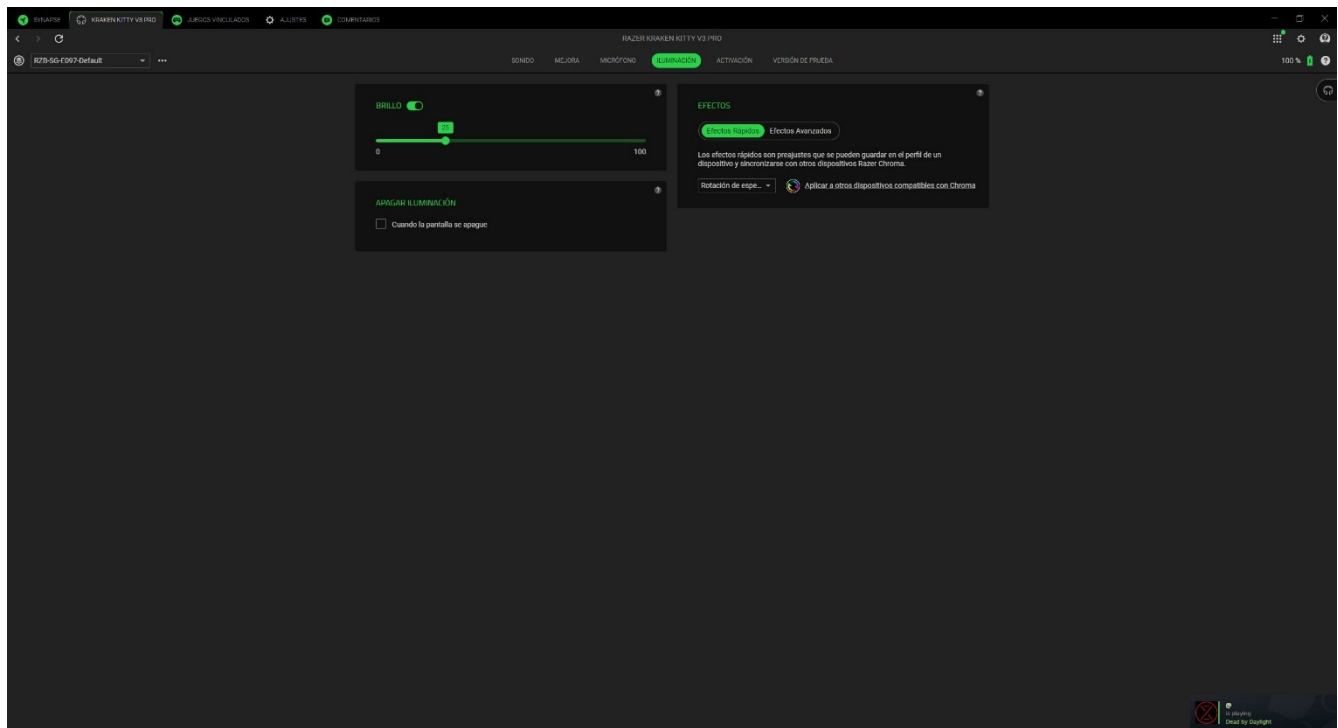 SYNAPSE KRAKEN KITTY V3 PRO JUEGOS VINCULADOS AJUSTES COMENTARIOS
RAZER KRAKEN KITTY V3 PRO
RZB-SG-E097-Default
SONIDO MEJORA MICRÓFONO ILUMINACIÓN ACTIVACIÓN VERSIÓN DE PRUEBA
100 %
BRILLO
25
0 100
APAGAR ILUMINACIÓN
Cuando la pantalla se apague
EFECTOS
Efectos Rápidos Efectos Avanzados
Los efectos rápidos son preajustes que se pueden guardar en el perfil de un
dispositivo y sincronizarse con otros dispositivos Razer Chroma.
Rotación de espe... Aplicar a otros dispositivos compatibles con Chroma
is playing
Dead by Daylight